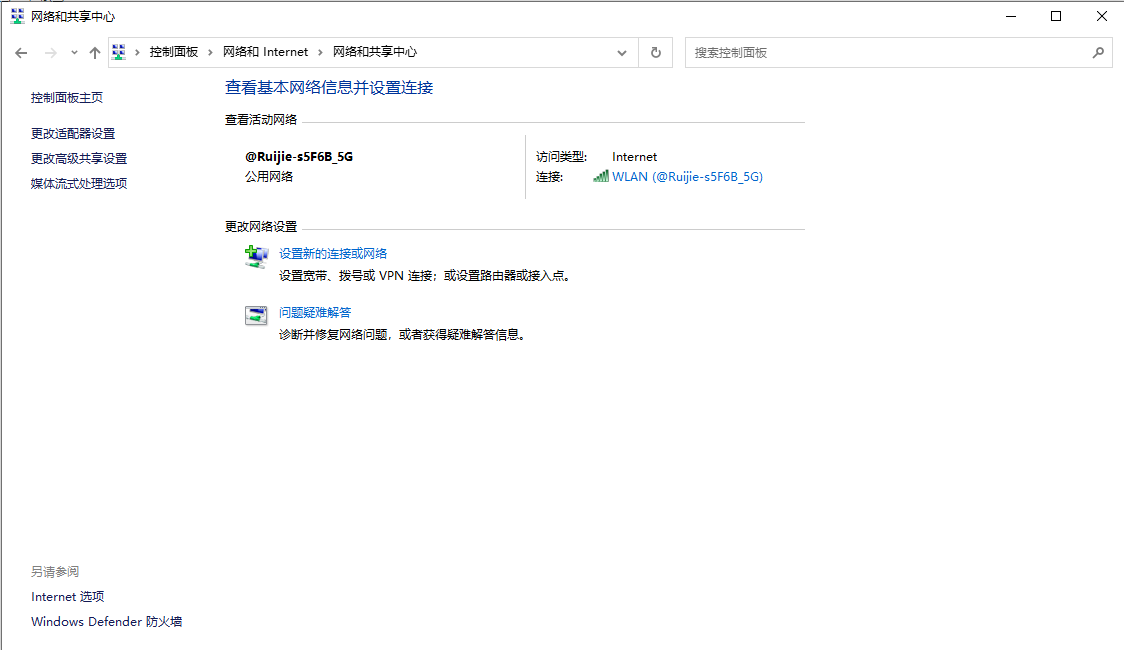 网络和共享中心
控制面板 > 网络和 Internet > 网络和共享中心
搜索控制面板
控制面板主页
更改适配器设置
更改高级共享设置
媒体流式处理选项
查看基本网络信息并设置连接
查看活动网络
@Ruijie-s5F6B_5G
公用网络
访问类型: Internet
连接: WLAN (@Ruijie-s5F6B_5G)
更改网络设置
设置新的连接或网络
设置宽带、拨号或 VPN 连接；或设置路由器或接入点。
问题疑难解答
诊断并修复网络问题，或者获得疑难解答信息。
另请参阅
Internet 选项
Windows Defender 防火墙